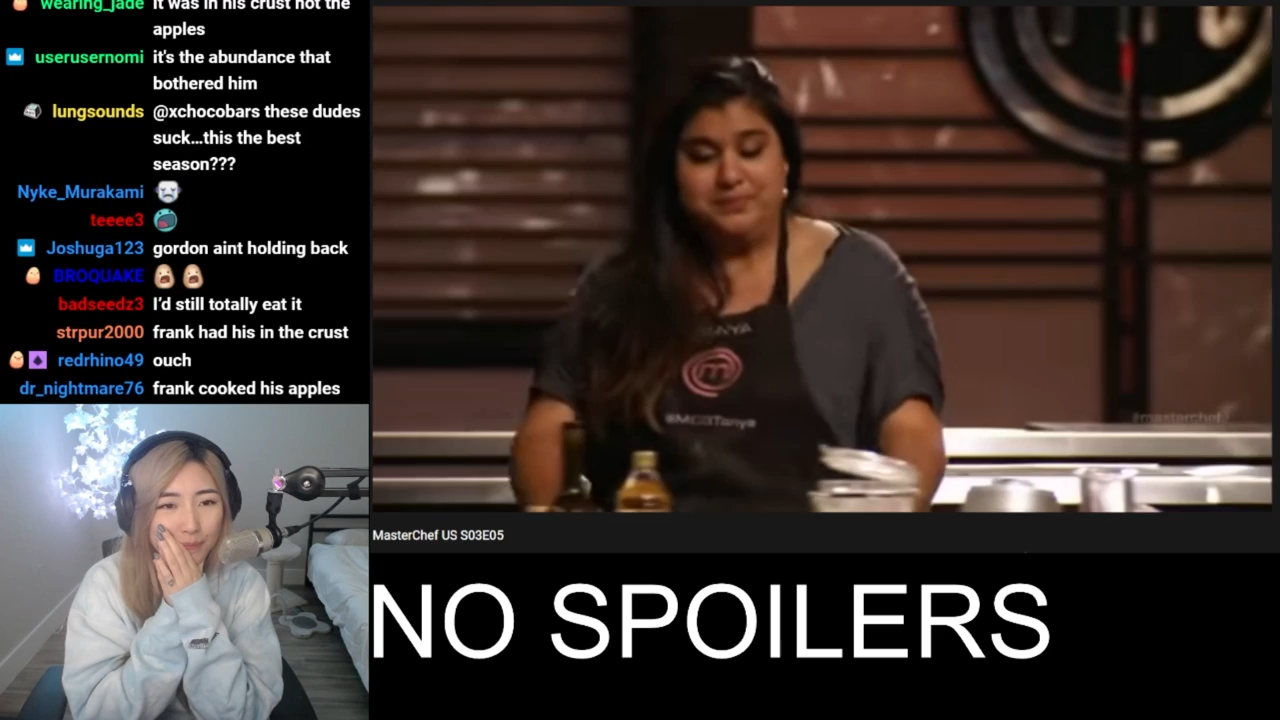 wearing_jade it was in his crust not the
apples
userusernomi it's the abundance that
bothered him
lungsounds @xchocobars these dudes
suck...this the best
season???
Nyke_Murakami
teeee3
Joshuga123 gordon aint holding back
BROQUAKE
badseedz3 I'd still totally eat it
strpur2000 frank had his in the crust
redrhino49 ouch
dr_nightmare76 frank cooked his apples
#masterchef
MasterChef US S03E05
NO SPOILERS